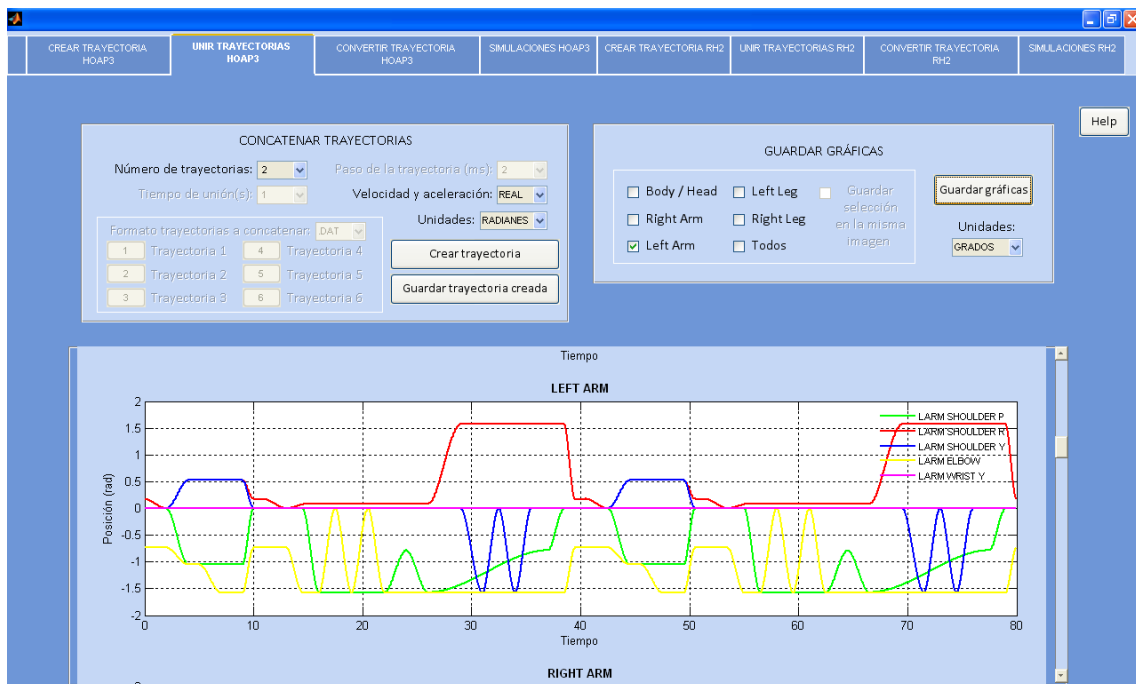 CREAR TRAYECTORIA
HOAP3
UNIR TRAYECTORIAS
HOAP3
CONVERTIR TRAYECTORIA
HOAP3
SIMULACIONES HOAP3
CREAR TRAYECTORIA RH2
UNIR TRAYECTORIAS RH2
CONVERTIR TRAYECTORIA
RH2
SIMULACIONES RH2
Help
CONCATENAR TRAYECTORIAS
Número de trayectorias: 2
Paso de la trayectoria (ms): 2
Tiempo de unión(s): 1
Velocidad y aceleración: REAL
Unidades: RADIANES
Formato trayectorias a concatenar: .DAT
1 Trayectoria 1 4 Trayectoria 4
2 Trayectoria 2 5 Trayectoria 5
3 Trayectoria 3 6 Trayectoria 6
Crear trayectoria
Guardar trayectoria creada
GUARDAR GRÁFICAS
Body / Head Left Leg
Right Arm Right Leg
Left Arm Todos
Guardar
selección
en la misma
imagen
Guardar gráficas
Unidades:
GRADOS
Tiempo
LEFT ARM
Posición (rad)
2
1.5
1
0.5
0
-0.5
-1
-1.5
-2
0 10 20 30 40 50 60 70 80
LARM SHOULDER P
LARM SHOULDER R
LARM SHOULDER Y
LARM ELBOW
LARM WRIST Y
Tiempo
RIGHT ARM